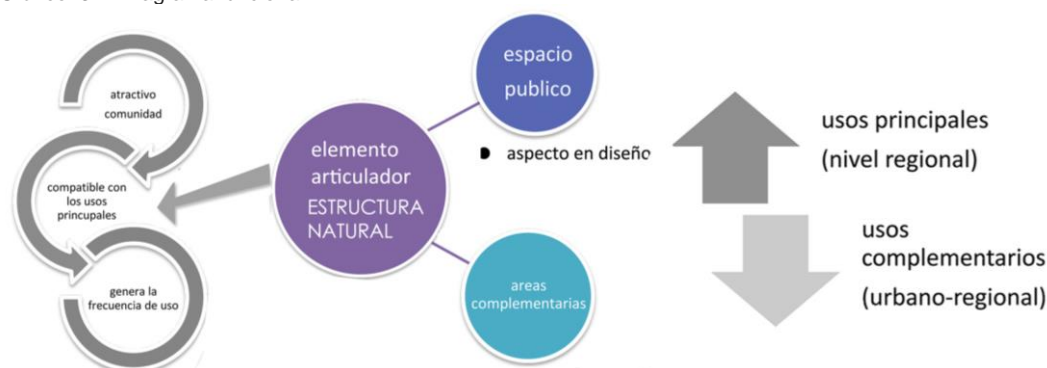 atractivo
comunidad
compatible con
los usos
princupales
genera la
frecuencia de uso
elemento
articulador
ESTRUCTURA
NATURAL
espacio
publico
aspecto en diseño
areas
complementarias
usos principales
(nivel regional)
usos
complementarios
(urbano-regional)